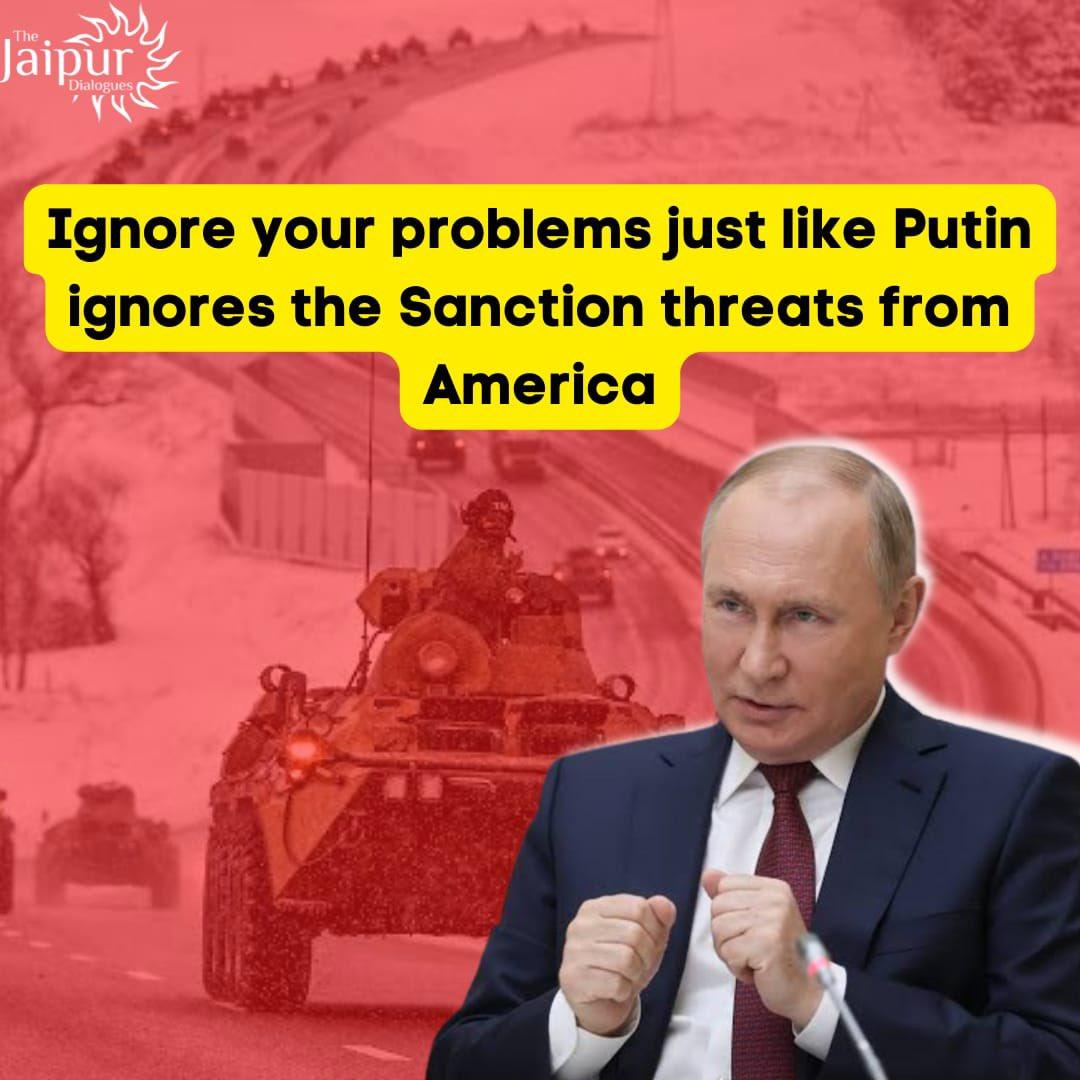 The
Jaipur
Dialogues
Ignore your problems just like Putin
ignores the Sanction threats from
America